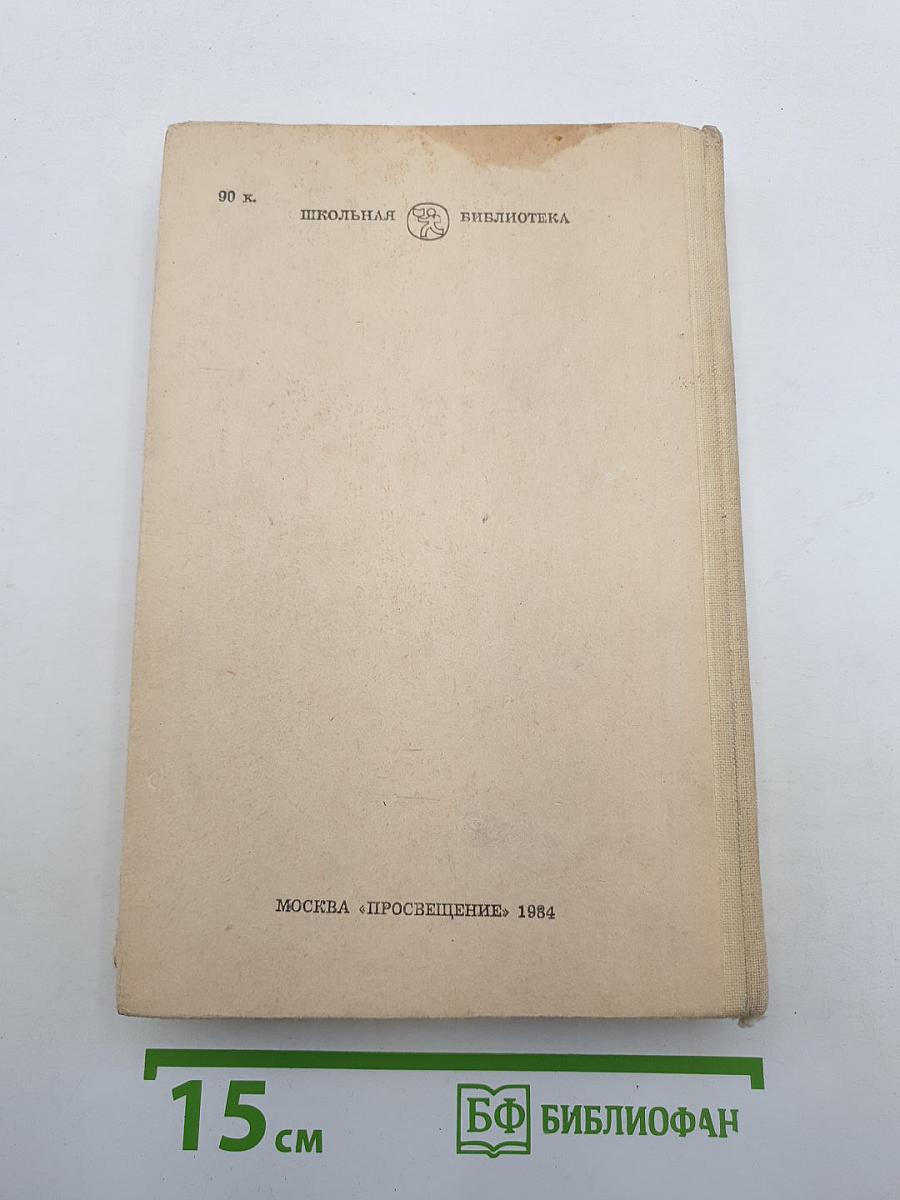 90 к.
ШКОЛЬНАЯ БИБЛИОТЕКА
МОСКВА «ПРОСВЕЩЕНИЕ» 1984
15 см БФ БИБЛИОФАН